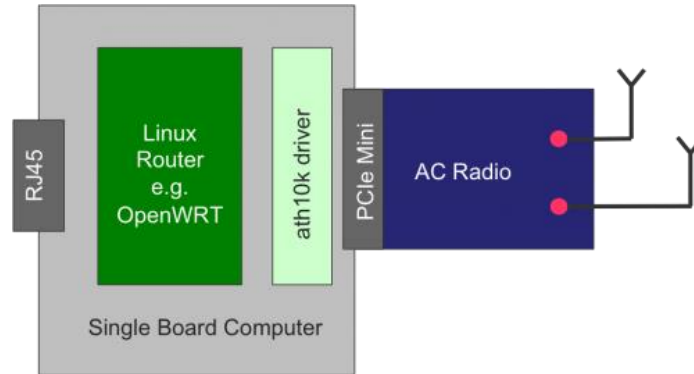 RJ45
Linux
Router
e.g.
OpenWRT
ath10k driver
PCIe Mini
AC Radio
Single Board Computer